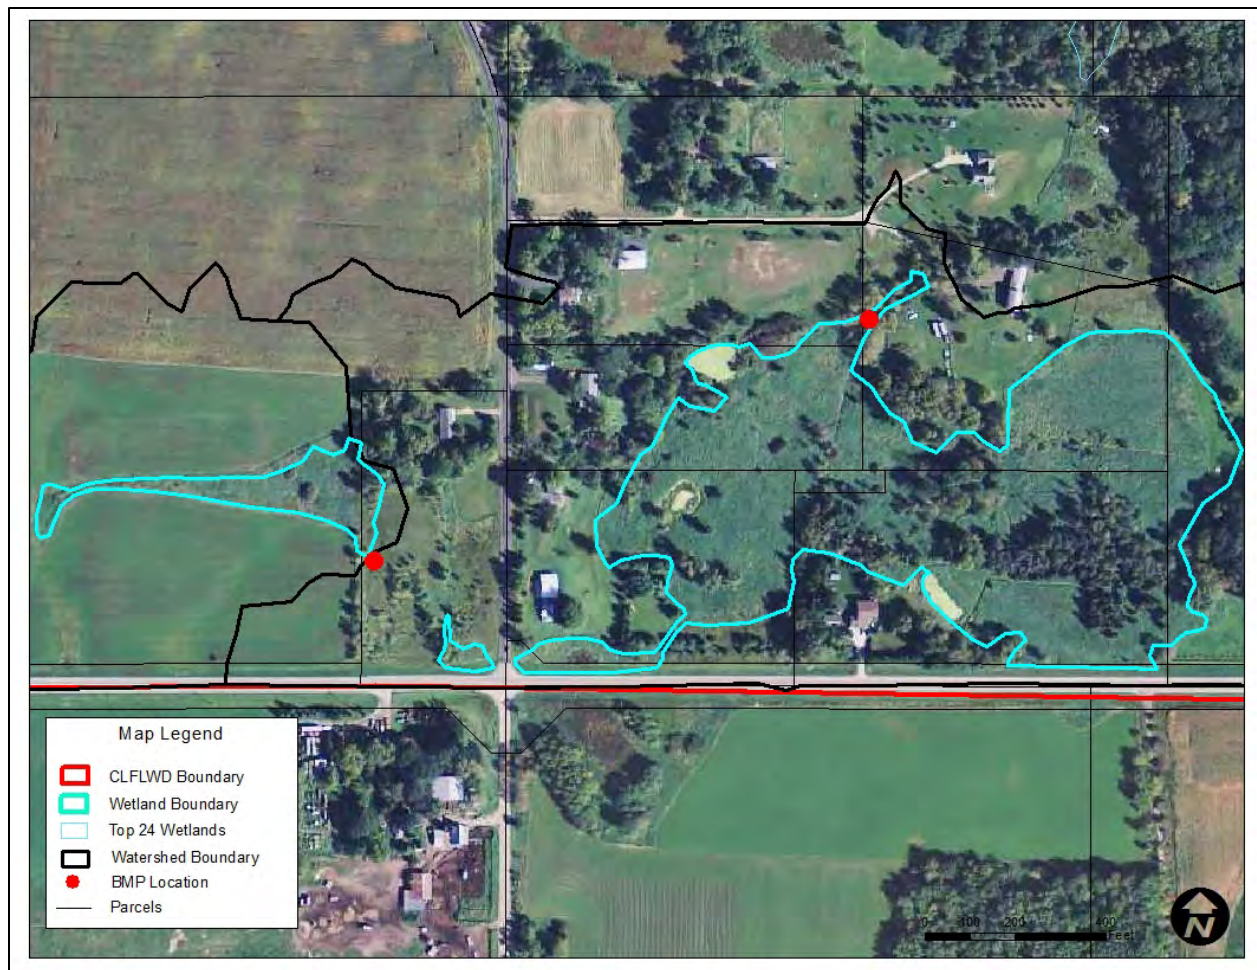 Map Legend
CLFLWD Boundary
Wetland Boundary
Top 24 Wetlands
Watershed Boundary
BMP Location
Parcels
0 100 200 400
Feet
N